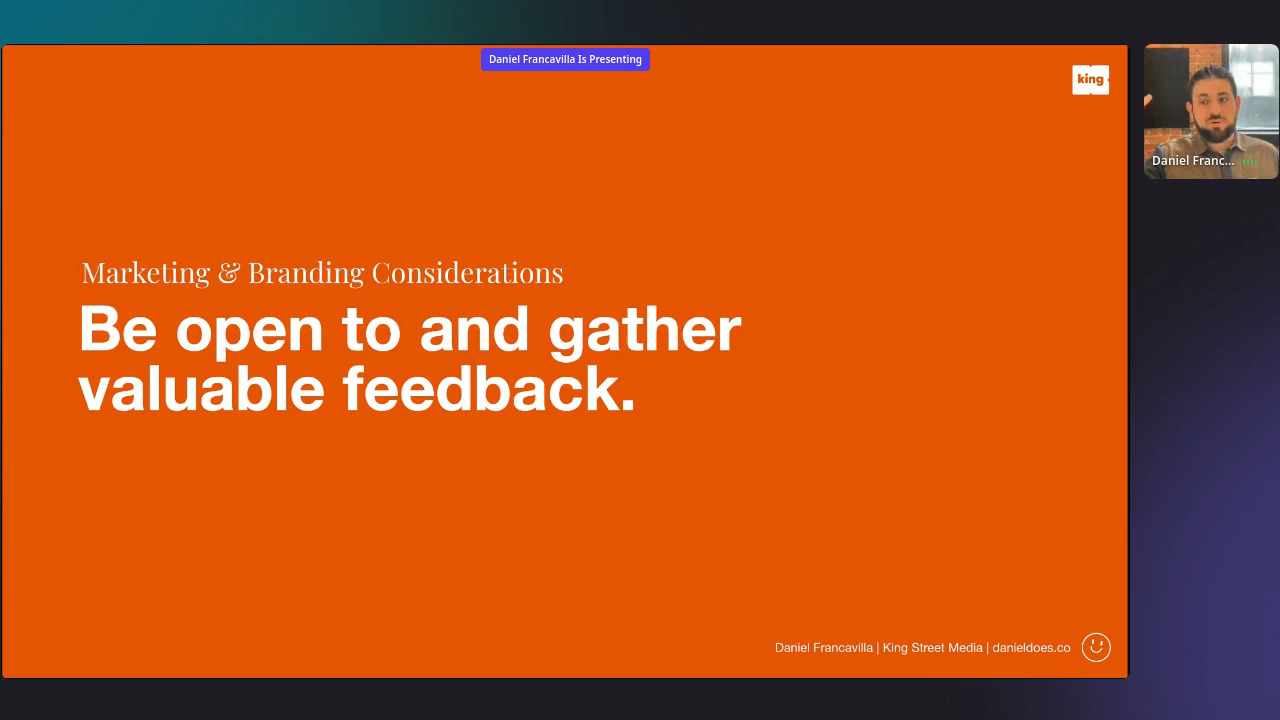 Daniel Francavilla Is Presenting
king
Daniel Franc...
Marketing & Branding Considerations
Be open to and gather
valuable feedback.
Daniel Francavilla | King Street Media | danieldoes.co